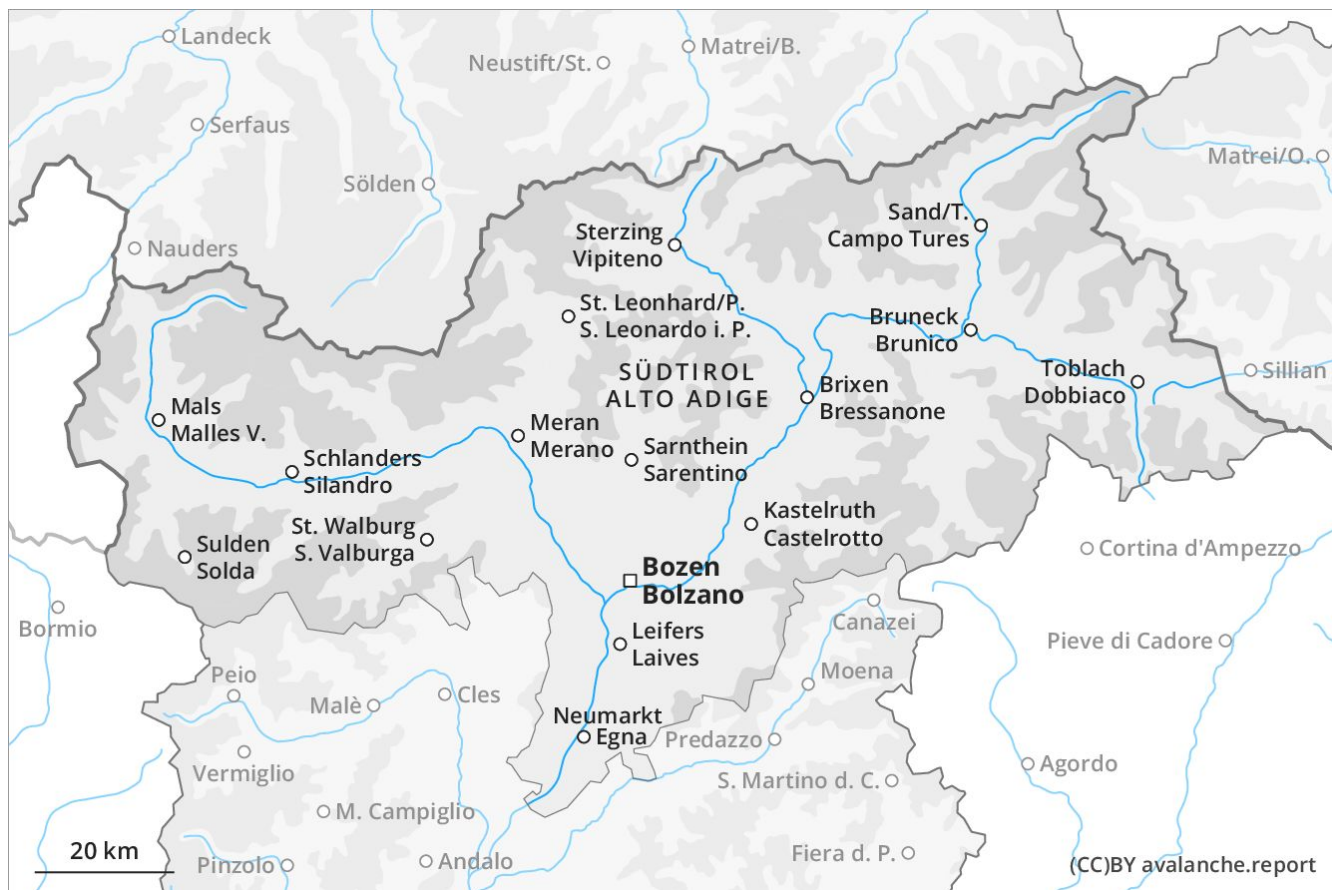 Landeck
Neustift/St.
Matrei/B.
Serfaus
Matrei/O.
Sölden
Sand/T.
Campo Tures
Sterzing
Vipiteno
Nauders
St. Leonhard/P.
S. Leonardo i. P.
Bruneck
Brunico
SÜDTIROL
ALTO ADIGE
Toblach
Dobbiaco
Sillian
Brixen
Bressanone
Mals
Malles V.
Meran
Merano
Sarnthein
Sarentino
Schlanders
Silandro
Kastelruth
Castelrotto
St. Walburg
S. Valburga
Sulden
Solda
Cortina d'Ampezzo
Bozen
Bolzano
Bormio
Canazei
Leifers
Laives
Pieve di Cadore
Peio
Moena
Malè
Cles
Neumarkt
Egna
Predazzo
Vermiglio
Agordo
S. Martino d. C.
M. Campiglio
20 km
Pinzolo
Andalo
Fiera d. P.
(CC)BY avalanche.report